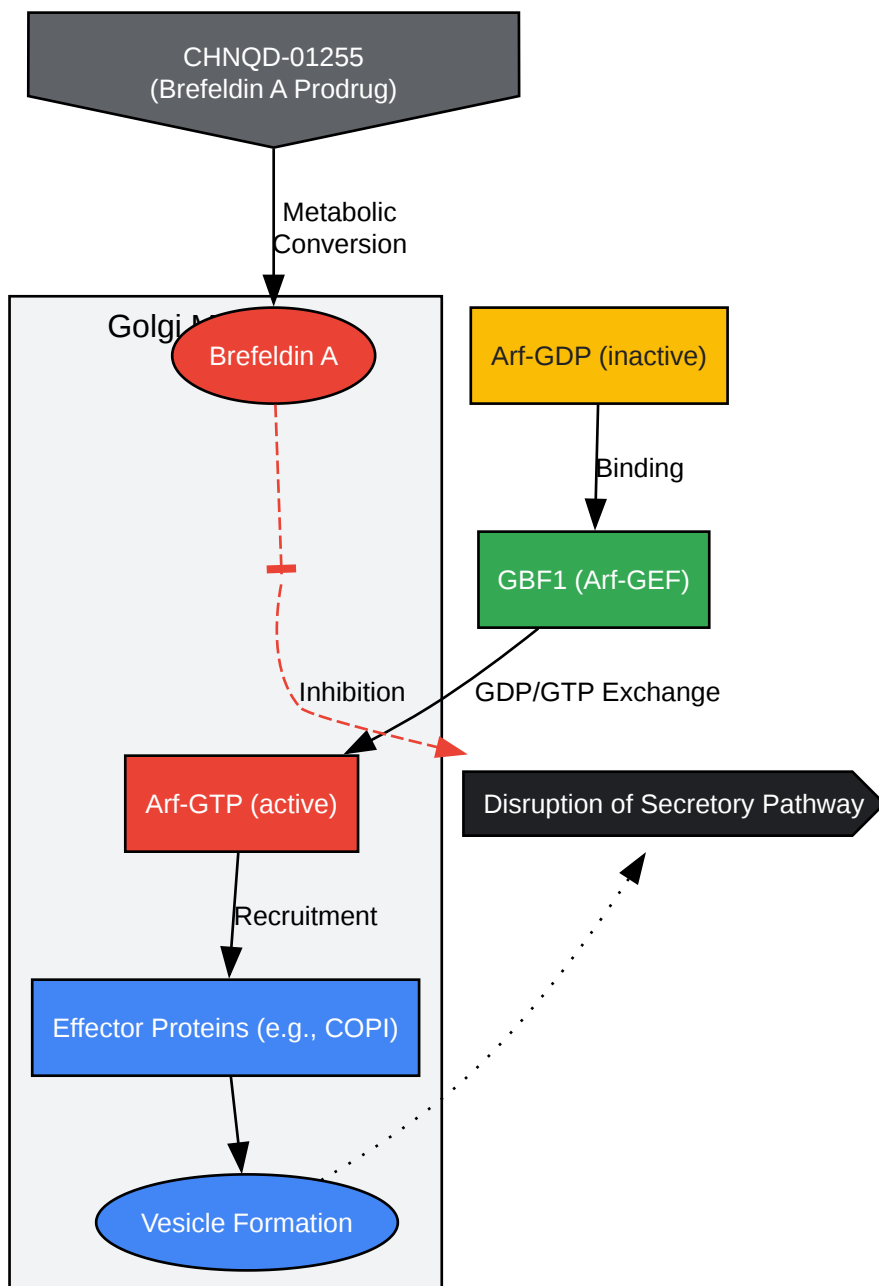 CHNQD-01255
(Brefeldin A Prodrug)
Metabolic
Conversion
Golgi
Brefeldin A
Arf-GDP (inactive)
Binding
GBF1 (Arf-GEF)
Inhibition
GDP/GTP Exchange
Arf-GTP (active)
Disruption of Secretory Pathway
Recruitment
Effector Proteins (e.g., COPI)
Vesicle Formation